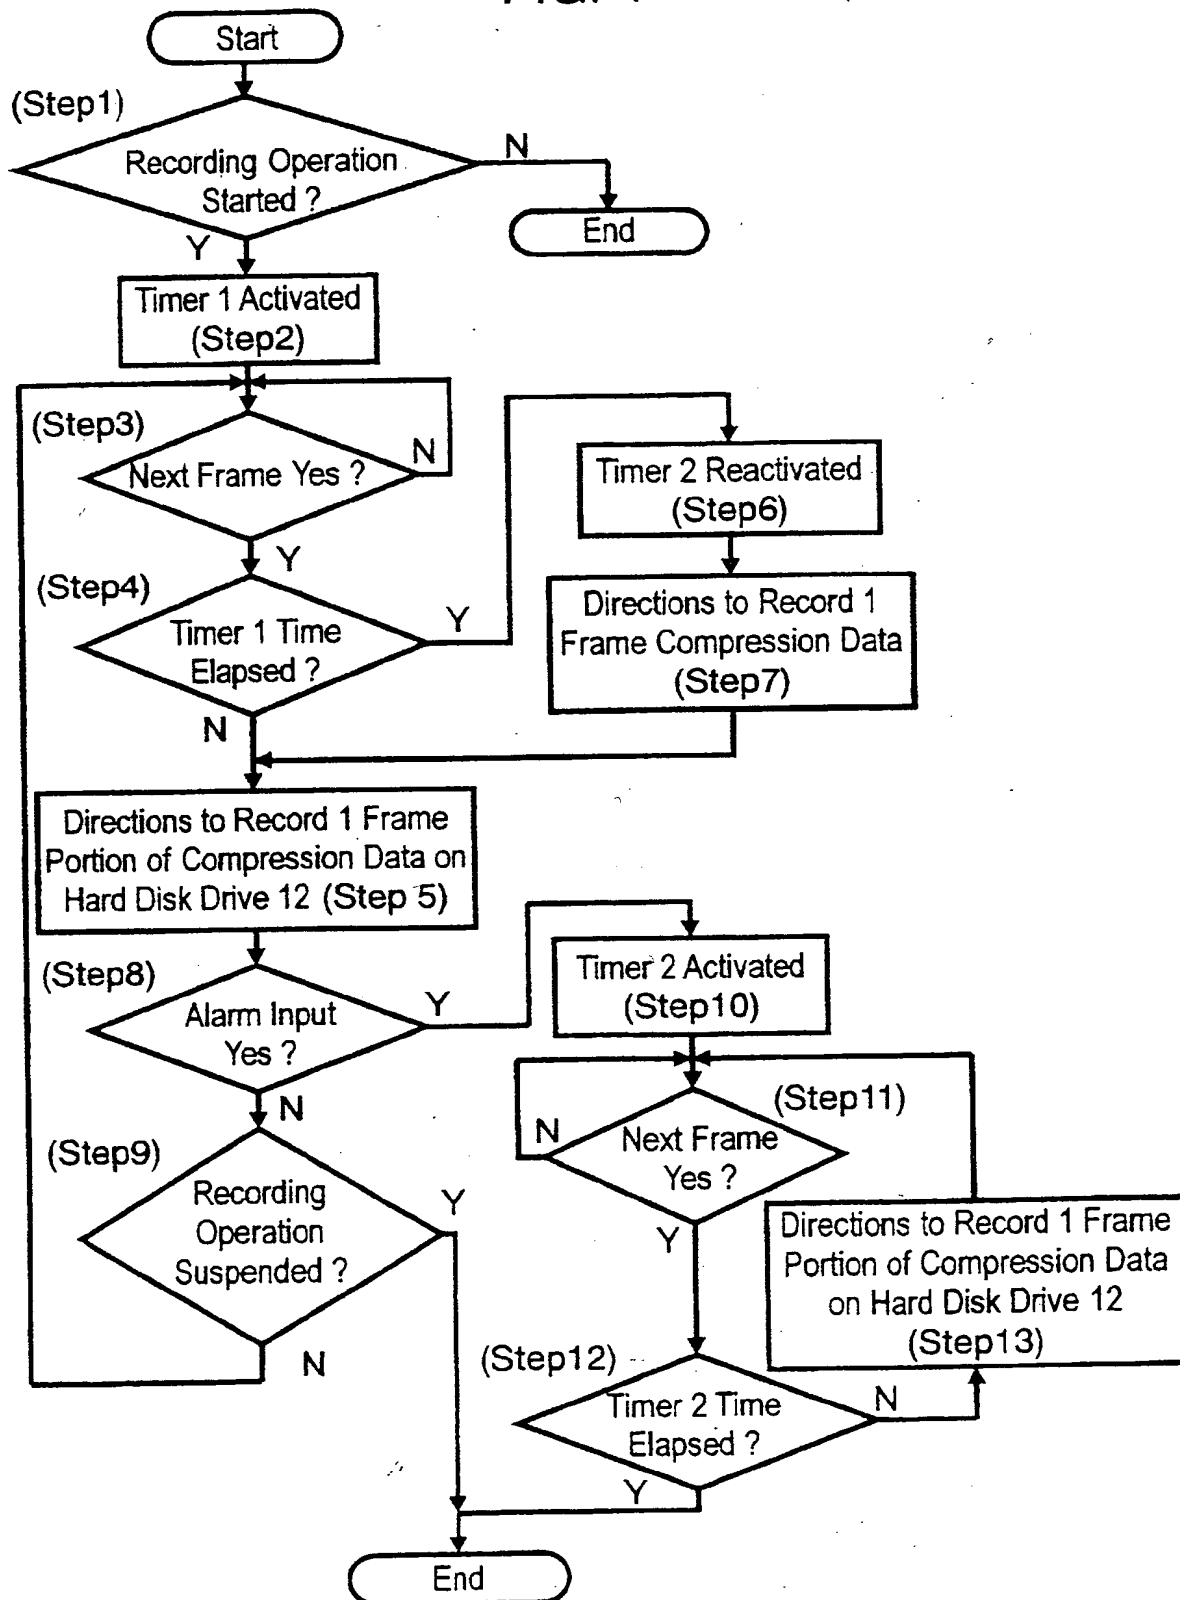 Start
(Step1)
Recording Operation
Started ?
N
End
Y
Timer 1 Activated
(Step2)
(Step3)
Next Frame Yes ?
N
Y
Timer 2 Reactivated
(Step6)
(Step4)
Timer 1 Time
Elapsed ?
Y
N
Directions to Record 1
Frame Compression Data
(Step7)
Directions to Record 1 Frame
Portion of Compression Data on
Hard Disk Drive 12 (Step 5)
(Step8)
Alarm Input
Yes ?
Y
N
Timer 2 Activated
(Step10)
(Step9)
Recording
Operation
Suspended ?
Y
N
(Step11)
Next Frame
Yes ?
N
Y
Directions to Record 1 Frame
Portion of Compression Data
on Hard Disk Drive 12
(Step13)
(Step12)
Timer 2 Time
Elapsed ?
N
Y
End